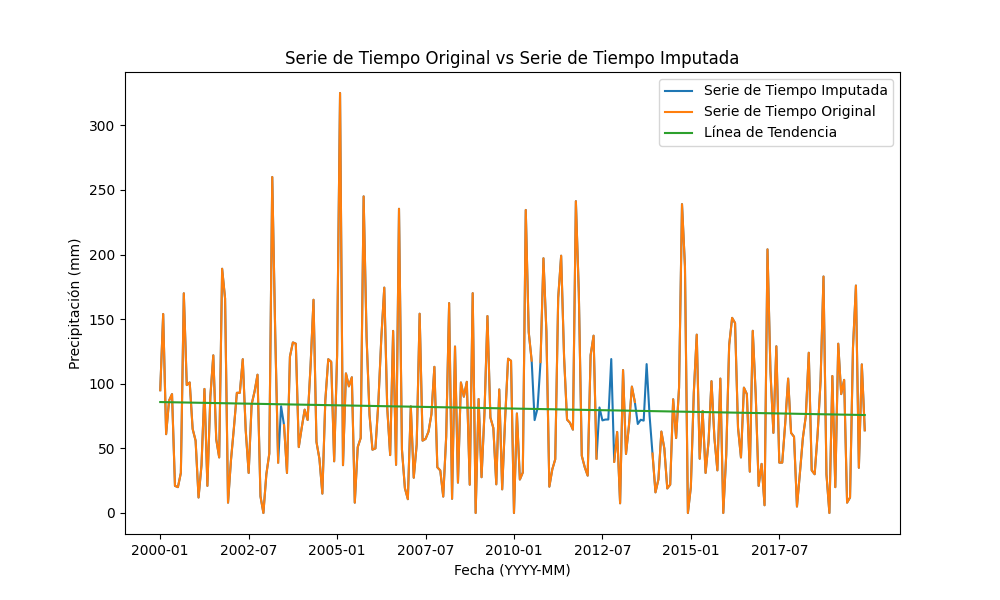 Serie de Tiempo Original vs Serie de Tiempo Imputada
Serie de Tiempo Imputada
Serie de Tiempo Original
Línea de Tendencia
Precipitación (mm)
300
250
200
150
100
50
0
2000-01 2002-07 2005-01 2007-07 2010-01 2012-07 2015-01 2017-07
Fecha (YYYY-MM)